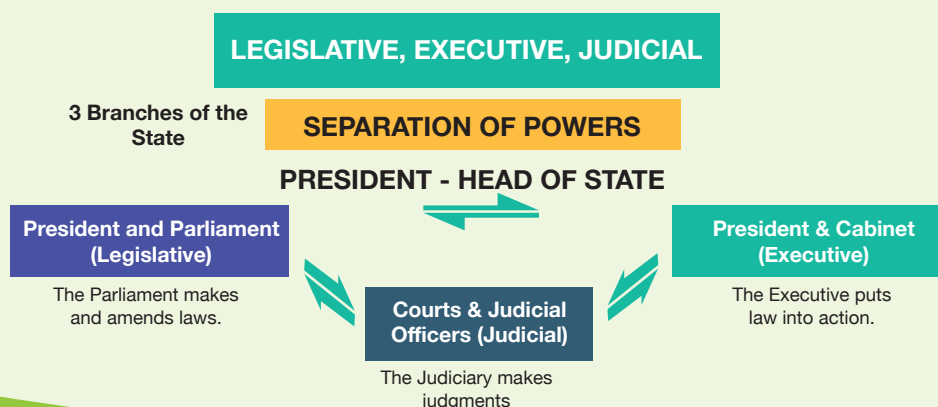 LEGISLATIVE, EXECUTIVE, JUDICIAL
3 Branches of the
State
SEPARATION OF POWERS
PRESIDENT - HEAD OF STATE
President and Parliament
(Legislative)
The Parliament makes
and amends laws.
President & Cabinet
(Executive)
The Executive puts
law into action.
Courts & Judicial
Officers (Judicial)
The Judiciary makes
judgments